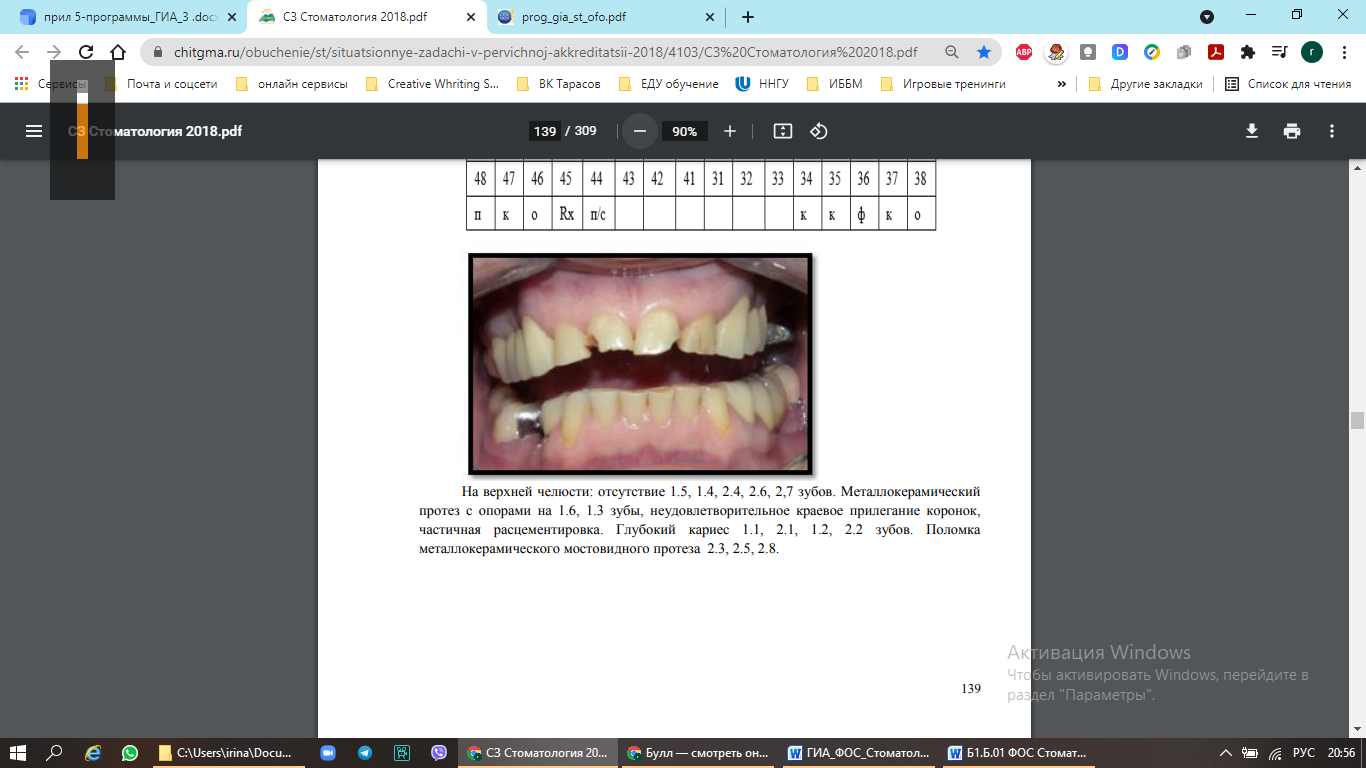 прил 5-программы_ГИА_3 .docx
СЗ Стоматология 2018.pdf
prog_gia_st_ofo.pdf
chitgma.ru/obuchenie/st/situatsionnye-zadachi-v-pervichnoj-akkreditatsii-2018/4103/СЗ%20Стоматология%202018.pdf
ABP
D
r
Сервисы
Почта и соцсети
онлайн сервисы
Creative Whriting S...
ВК Тарасов
ЕДУ обучение
ННГУ
ИББМ
Игровые тренинги
»
Другие закладки
Список для чтения
СЗ Стоматология 2018.pdf
139 / 309
90%
48 47 46 45 44 43 42 41 31 32 33 34 35 36 37 38
п к о Rx п/с к к ф к о
На верхней челюсти: отсутствие 1.5, 1.4, 2.4, 2.6, 2,7 зубов. Металлокерамический
протез с опорами на 1.6, 1.3 зубы, неудовлетворительное краевое прилегание коронок,
частичная расцементировка. Глубокий кариес 1.1, 2.1, 1.2, 2.2 зубов. Поломка
металлокерамического мостовидного протеза 2.3, 2.5, 2.8.
139
Активация Windows
Чтобы активировать Windows, перейдите в
раздел "Параметры".
C:\Users\irina\Docu...
СЗ Стоматология 20...
Булл — смотреть он...
ГИА_ФОС_Стоматол...
Б1.Б.01 ФОС Стомат...
РУС
20:56